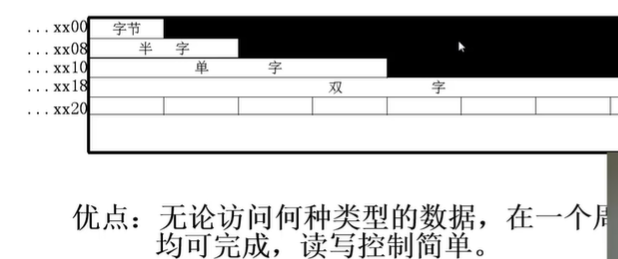 ...xx00 字节
...xx08 半 字
...xx10 单 字
...xx18 双 字
...xx20
优点：无论访问何种类型的数据，在一个周
均可完成，读写控制简单。